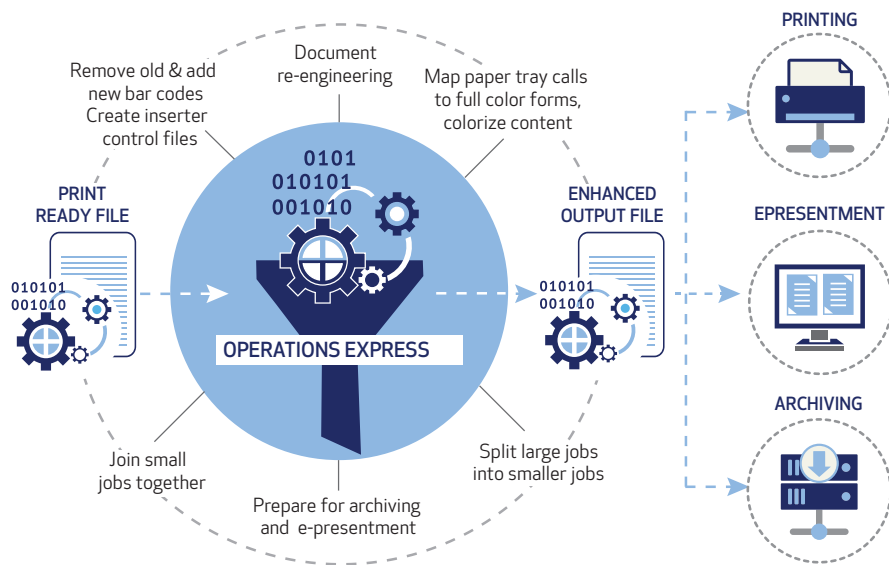 Remove old & add
new bar codes
Create inserter
control files
Document
re-engineering
Map paper tray calls
to full color forms,
colorize content
PRINT
READY FILE
010101
001010
0101
010101
001010
OPERATIONS EXPRESS
ENHANCED
OUTPUT FILE
010101
001010
Join small
jobs together
Prepare for archiving
and e-presentment
Split large jobs
into smaller jobs
PRINTING
EPRESENTMENT
ARCHIVING